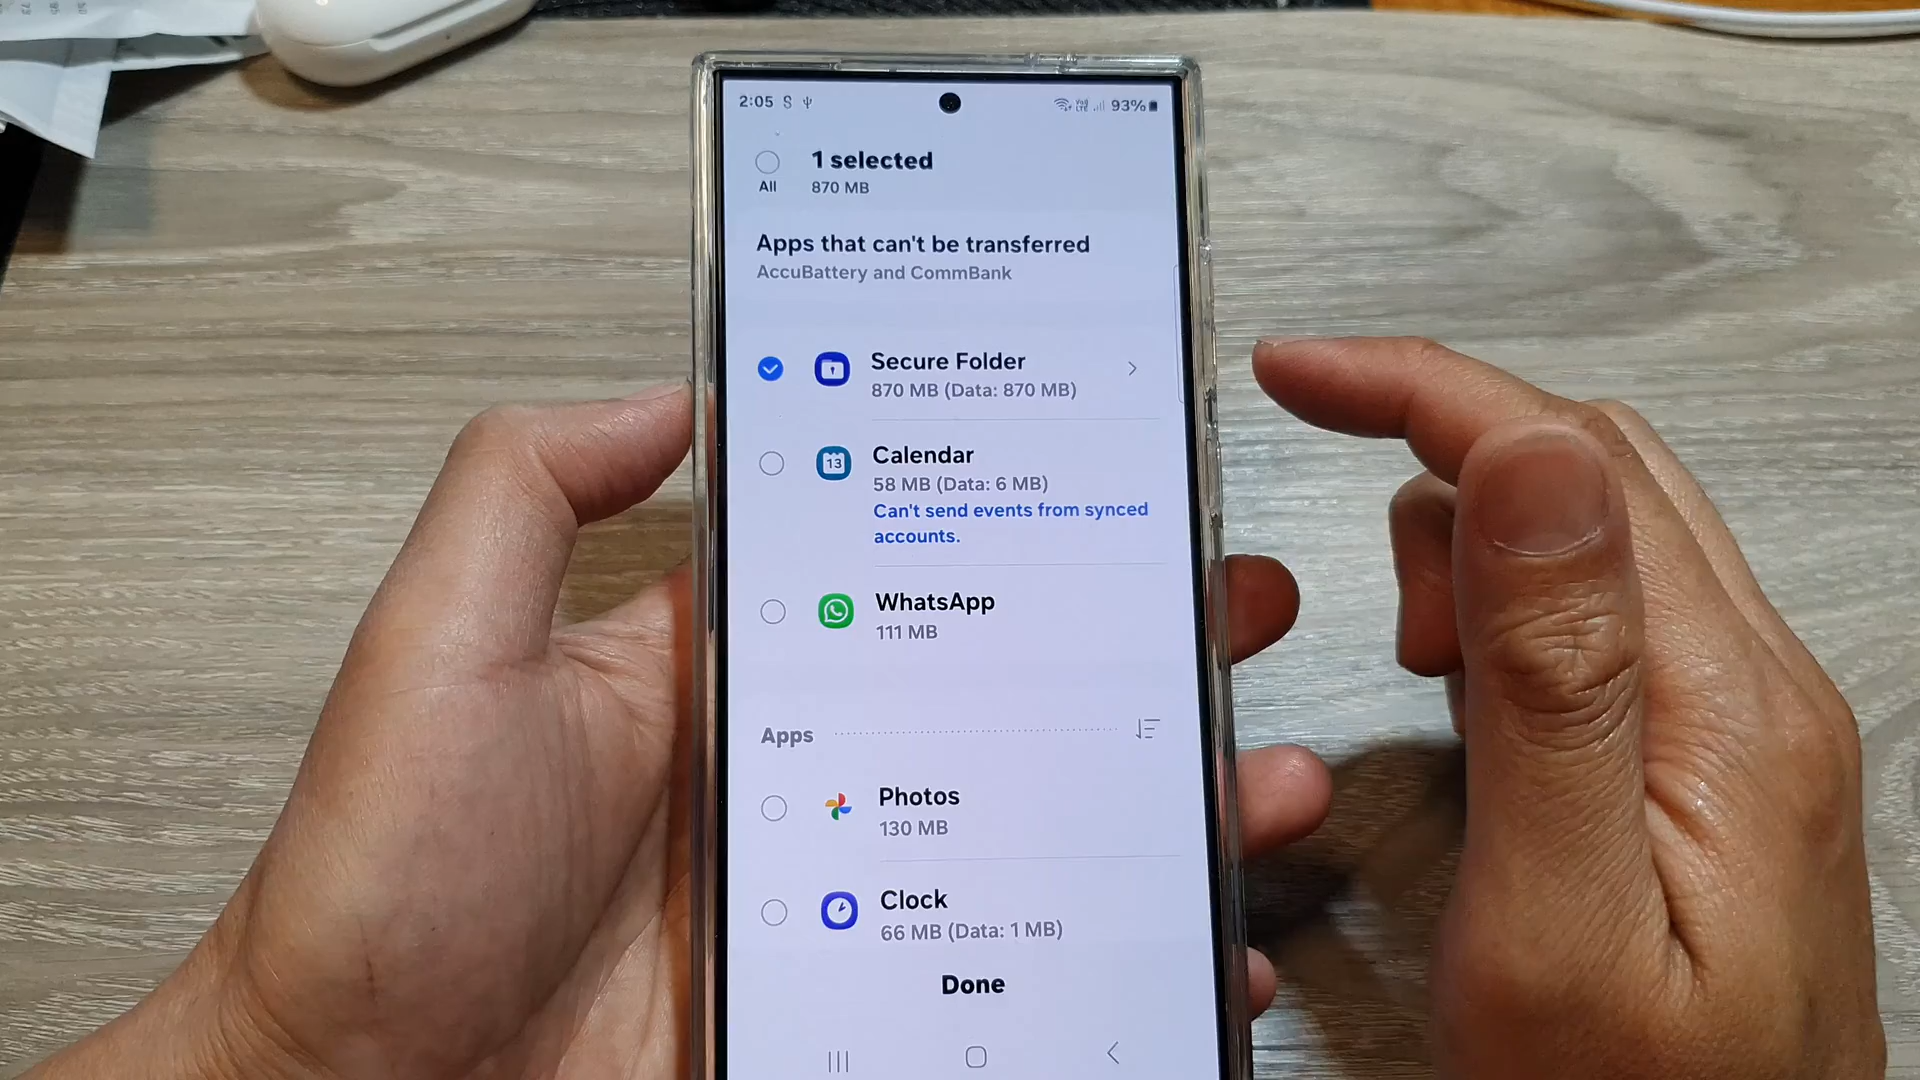 2:05 93%
1 selected
All 870 MB
Apps that can't be transferred
AccuBattery and CommBank
Secure Folder
870 MB (Data: 870 MB)
13
Calendar
58 MB (Data: 6 MB)
Can't send events from synced
accounts.
WhatsApp
111 MB
Apps
Photos
130 MB
Clock
66 MB (Data: 1 MB)
Done